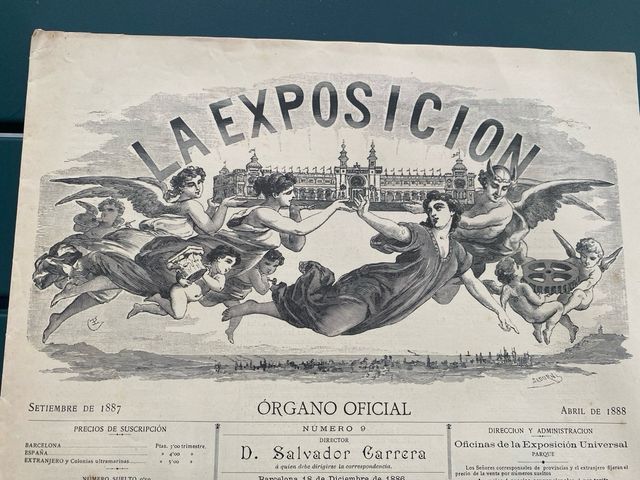 LA EXPOSICION
SETIEMBRE DE 1887
ÓRGANO OFICIAL
ABRIL DE 1888
PRECIOS DE SUSCRIPCIÓN
BARCELONA Ptas. 3'00 trimestre.
ESPAÑA » 4'00 »
EXTRANJERO y Colonias ultramarinas » 5'00 »
NÚMERO SUELTO
NÚMERO 9
DIRECTOR
D. Salvador Carrera
á quien debe dirigirse la correspondencia.
Barcelona 18 de Diciembre de 1886
DIRECCION Y ADMINISTRACION
Oficinas de la Exposición Universal
PARQUE
Los Señores corresponsales de provincias y el extranjero fijarán el
precio de la venta por números sueltos